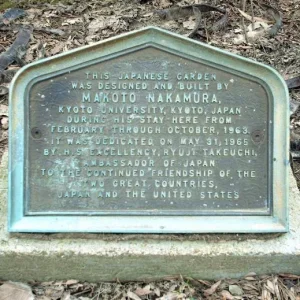 THIS JAPANESE GARDEN
WAS DESIGNED AND BUILT BY
MAKOTO NAKAMURA,
KYOTO UNIVERSITY, KYOTO, JAPAN
DURING HIS STAY HERE FROM
FEBRUARY THROUGH OCTOBER, 1963.
IT WAS DEDICATED ON MAY 31, 1965
BY HIS EXCELLENCY, RYUJI TAKEUCHI,
AMBASSADOR OF JAPAN
TO THE CONTINUED FRIENDSHIP OF THE
TWO GREAT COUNTRIES,
JAPAN AND THE UNITED STATES